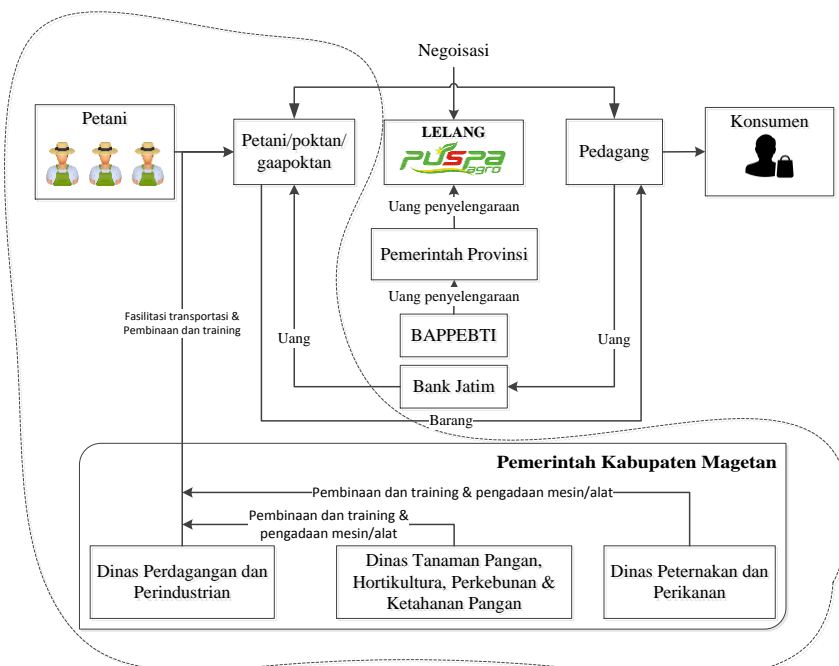 Negoisasi
Petani
Petani/poktan/
gaapoktan
LELANG
PUSPA
agro
Pedagang
Konsumen
Uang penyelengaraan
Pemerintah Provinsi
Uang penyelengaraan
BAPPEBTI
Fasilitasi transportasi &
Pembinaan dan training
Uang
Uang
Bank Jatim
Barang
Pemerintah Kabupaten Magetan
Pembinaan dan training & pengadaan mesin/alat
Pembinaan dan training &
pengadaan mesin/alat
Dinas Perdagangan dan
Perindustrian
Dinas Tanaman Pangan,
Hortikultura, Perkebunan &
Ketahanan Pangan
Dinas Peternakan dan
Perikanan